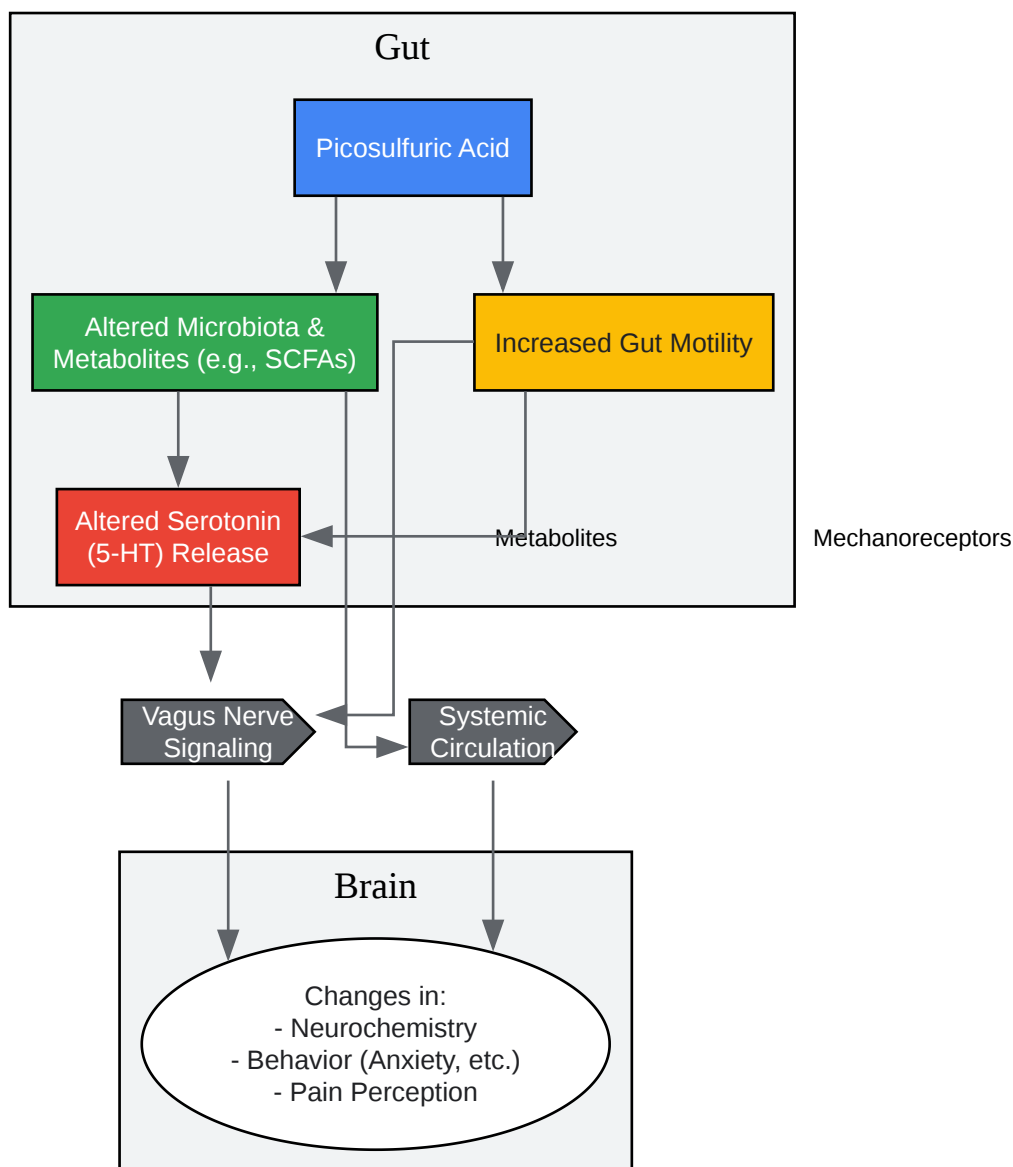 Gut
Picosulfuric Acid
Altered Microbiota &
Metabolites (e.g., SCFAs)
Increased Gut Motility
Altered Serotonin
(5-HT) Release
Metabolites
Mechanoreceptors
Vagus Nerve
Signaling
Systemic
Circulation
Brain
Changes in:
- Neurochemistry
- Behavior (Anxiety, etc.)
- Pain Perception